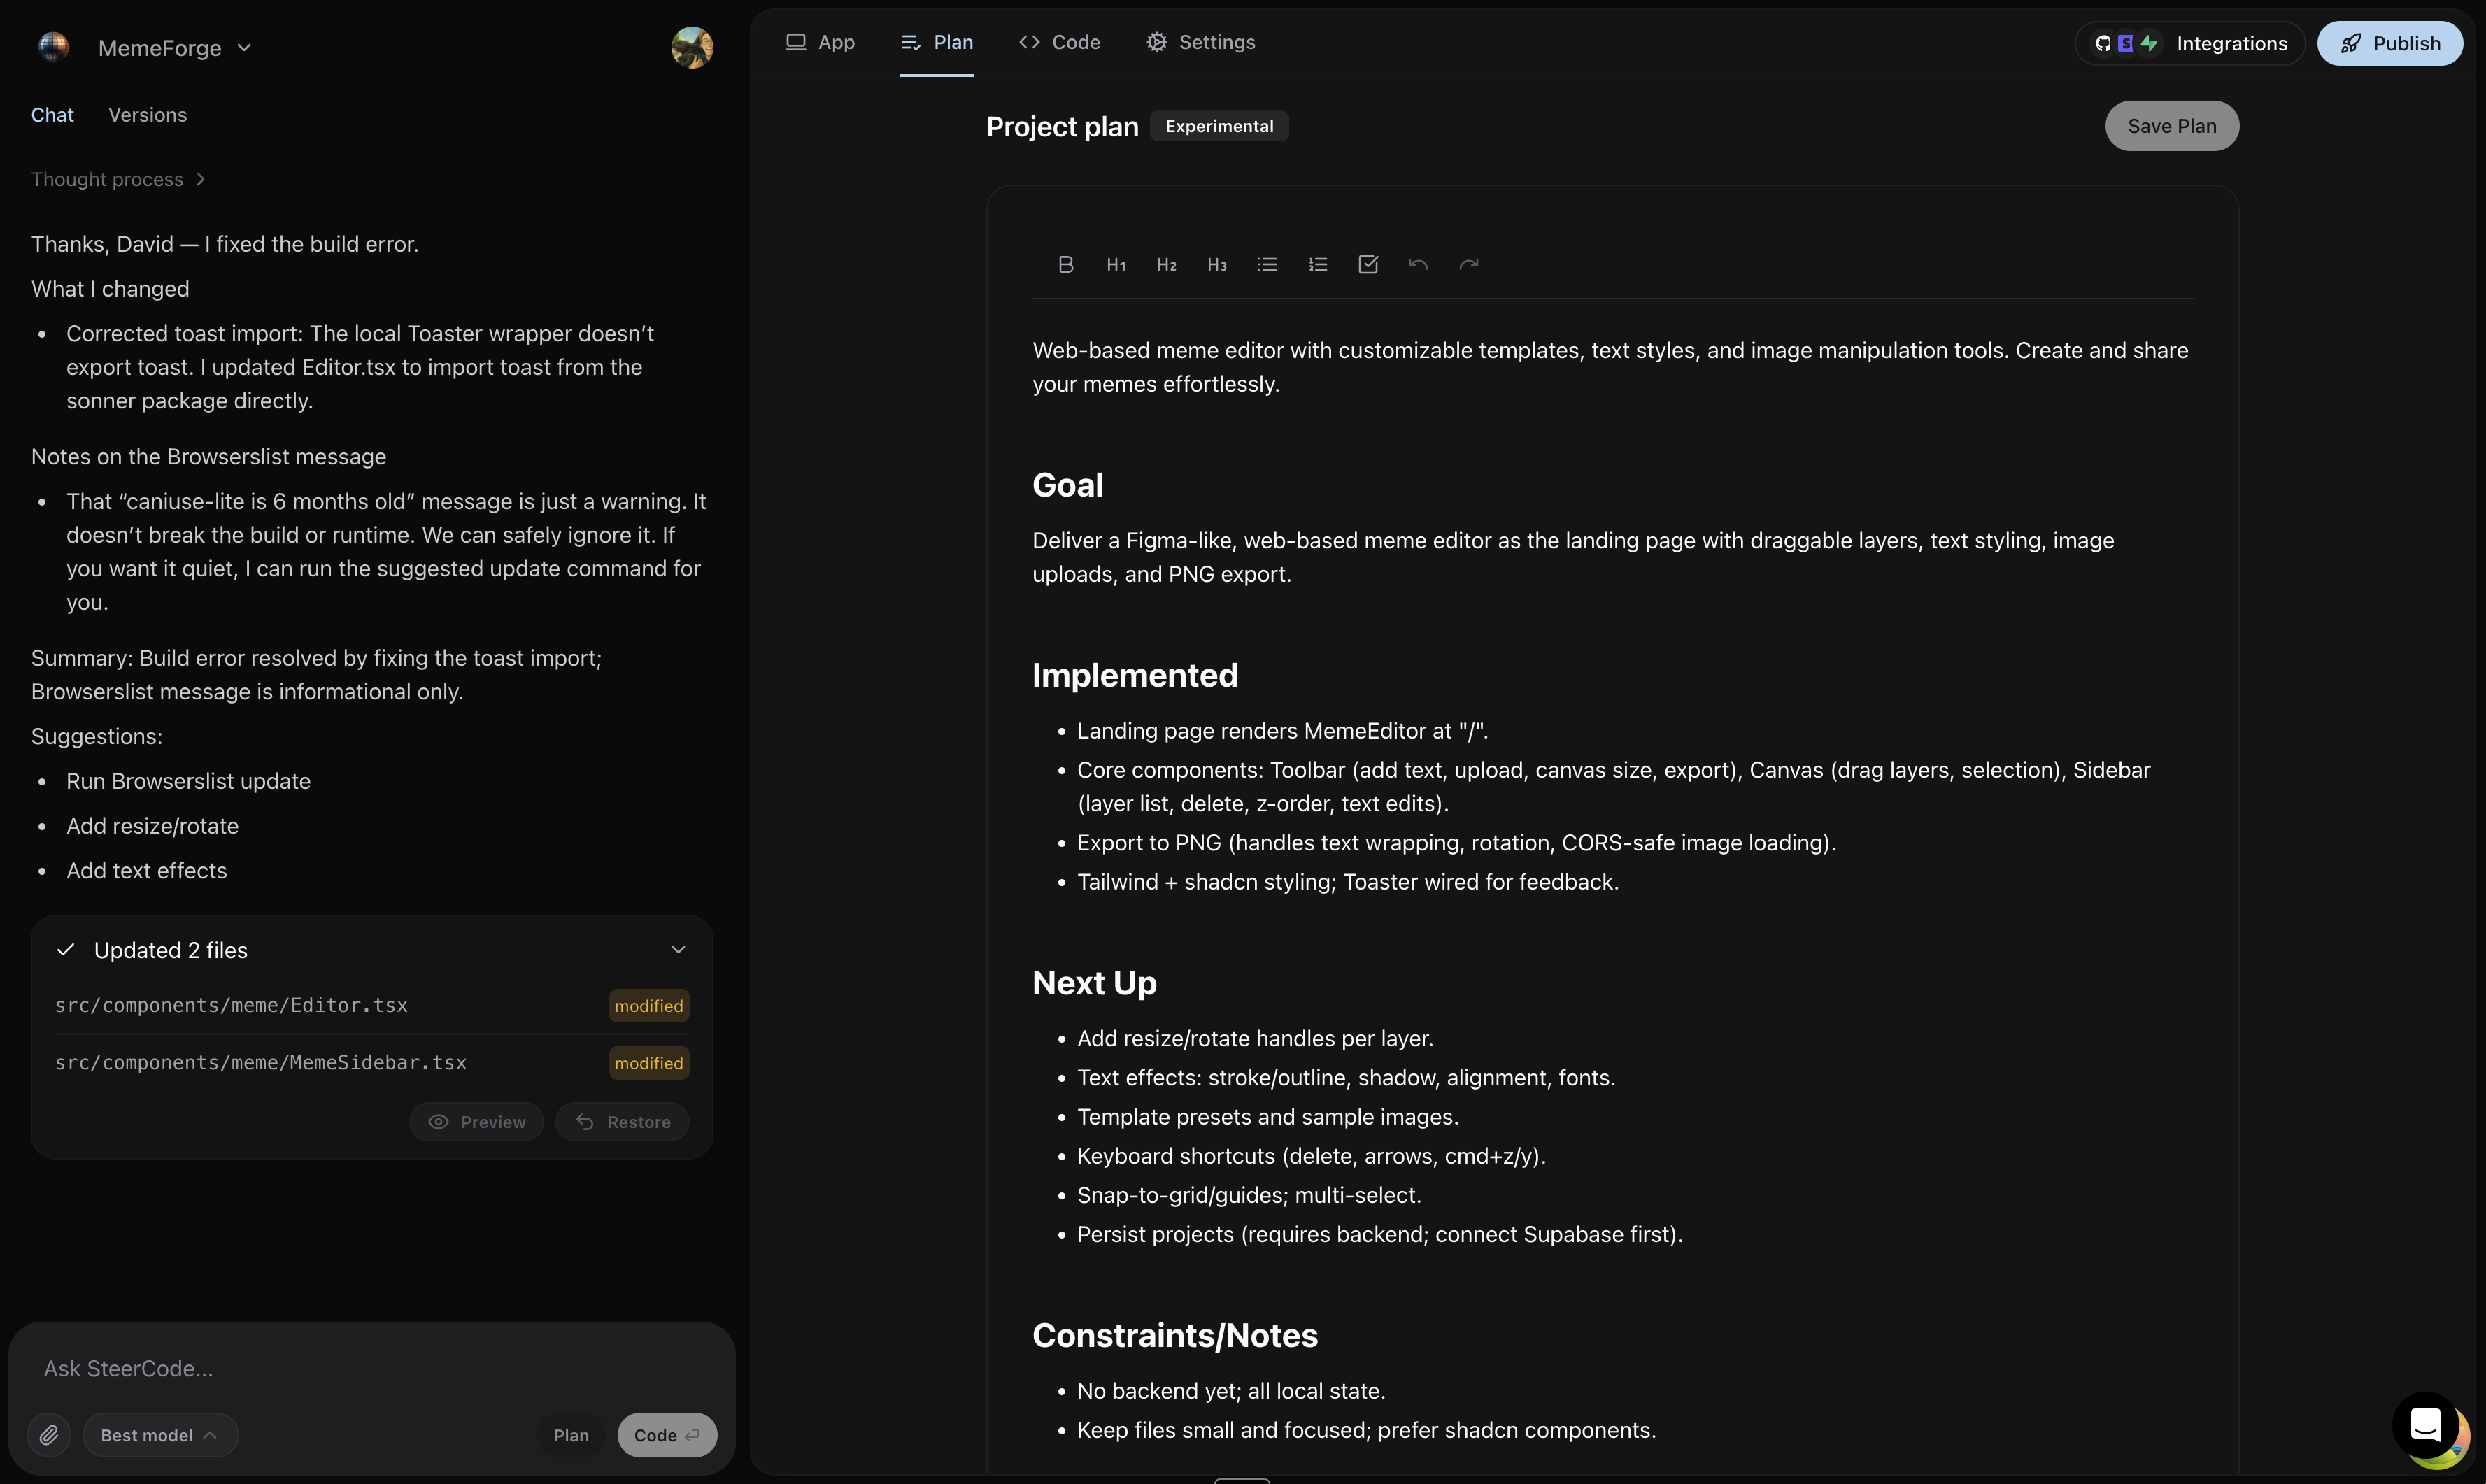 MemeForge
Chat
Versions
Thought process
Thanks, David — I fixed the build error.
What I changed
• Corrected toast import: The local Toaster wrapper doesn’t
export toast. I updated Editor.tsx to import toast from the
sonner package directly.
Notes on the Browserslist message
• That “caniuse-lite is 6 months old” message is just a warning. It
doesn’t break the build or runtime. We can safely ignore it. If
you want it quiet, I can run the suggested update command for
you.
Summary: Build error resolved by fixing the toast import;
Browserslist message is informational only.
Suggestions:
• Run Browserslist update
• Add resize/rotate
• Add text effects
Updated 2 files
src/components/meme/Editor.tsx modified
src/components/meme/MemeSidebar.tsx modified
Preview
Restore
Ask SteerCode...
Best model
Plan
Code
App
Plan
Code
Settings
S
Integrations
Publish
Project plan
Experimental
Save Plan
B H1 H2 H3
Web-based meme editor with customizable templates, text styles, and image manipulation tools. Create and share
your memes effortlessly.
Goal
Deliver a Figma-like, web-based meme editor as the landing page with draggable layers, text styling, image
uploads, and PNG export.
Implemented
• Landing page renders MemeEditor at "/".
• Core components: Toolbar (add text, upload, canvas size, export), Canvas (drag layers, selection), Sidebar
(layer list, delete, z-order, text edits).
• Export to PNG (handles text wrapping, rotation, CORS-safe image loading).
• Tailwind + shadcn styling; Toaster wired for feedback.
Next Up
• Add resize/rotate handles per layer.
• Text effects: stroke/outline, shadow, alignment, fonts.
• Template presets and sample images.
• Keyboard shortcuts (delete, arrows, cmd+z/y).
• Snap-to-grid/guides; multi-select.
• Persist projects (requires backend; connect Supabase first).
Constraints/Notes
• No backend yet; all local state.
• Keep files small and focused; prefer shadcn components.